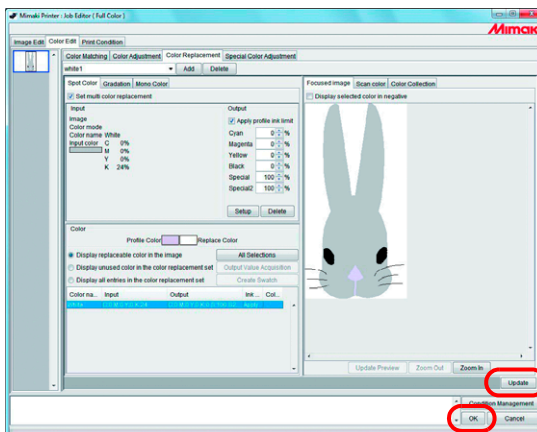 Mimaki Printer : Job Editor [ Full Color ]
Mimaki
Image Edit Color Edit Print Condition
Color Matching Color Adjustment Color Replacement Special Color Adjustment
white1 Add Delete
Spot Color Gradation Mono Color
Set multi color replacement
Input
Image
Color mode
Color name White
Input color C 0%
M 0%
Y 0%
K 24%
Output
Apply profile ink limit
Cyan 0 %
Magenta 0 %
Yellow 0 %
Black 0 %
Special 100 %
Special2 100 %
Setup Delete
Color
Profile Color Replace Color
Display replaceable color in the image All Selections
Display unused color in the color replacement set Output Value Acquisition
Display all entries in the color replacement set Create Swatch
Color na... Input Output Ink ... Col...
White Apply
Focused image Scan color Color Collection
Display selected color in negative
Update Preview Zoom Out Zoom In
Update
Condition Management
OK Cancel